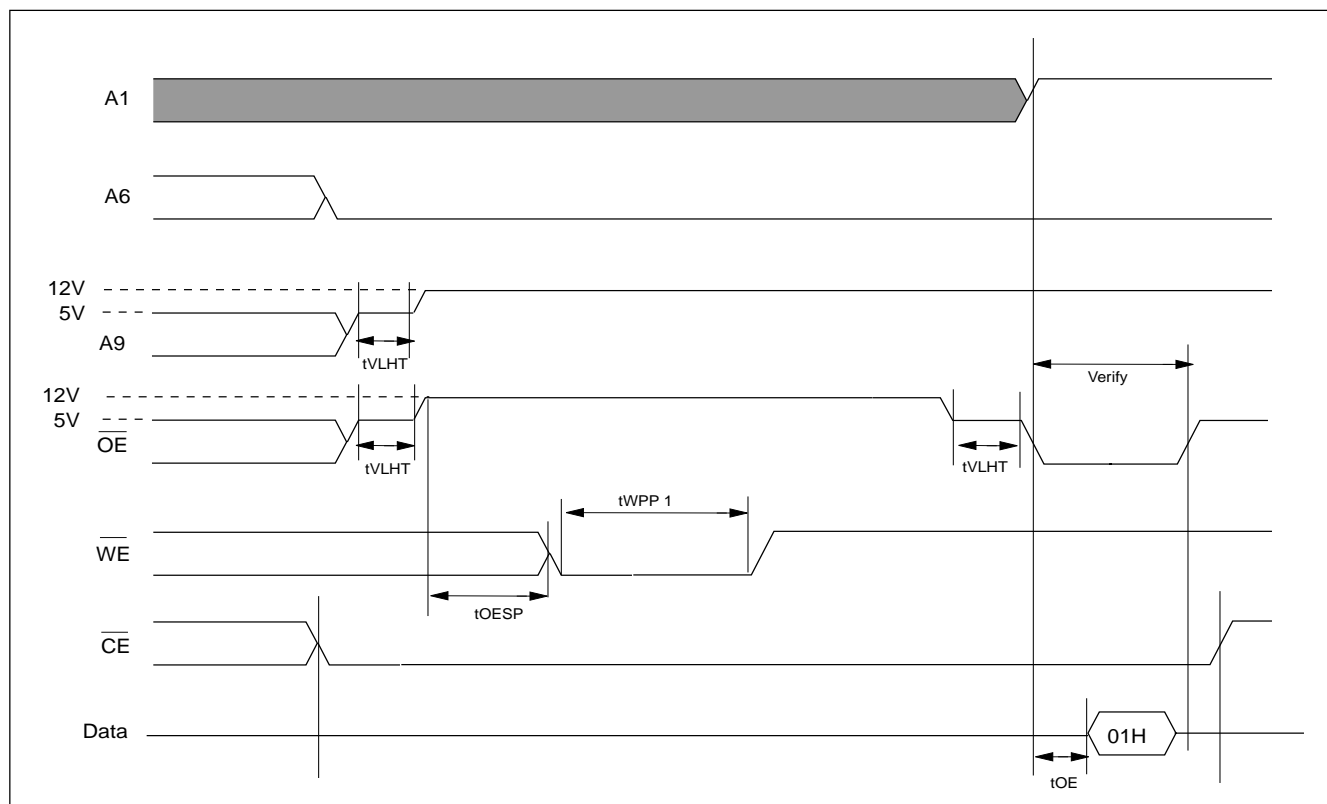 A1
A6
12V
5V
A9
tVLHT
Verify
12V
5V
OE
tVLHT
tVLHT
tWPP 1
WE
tOESP
CE
Data
01H
tOE